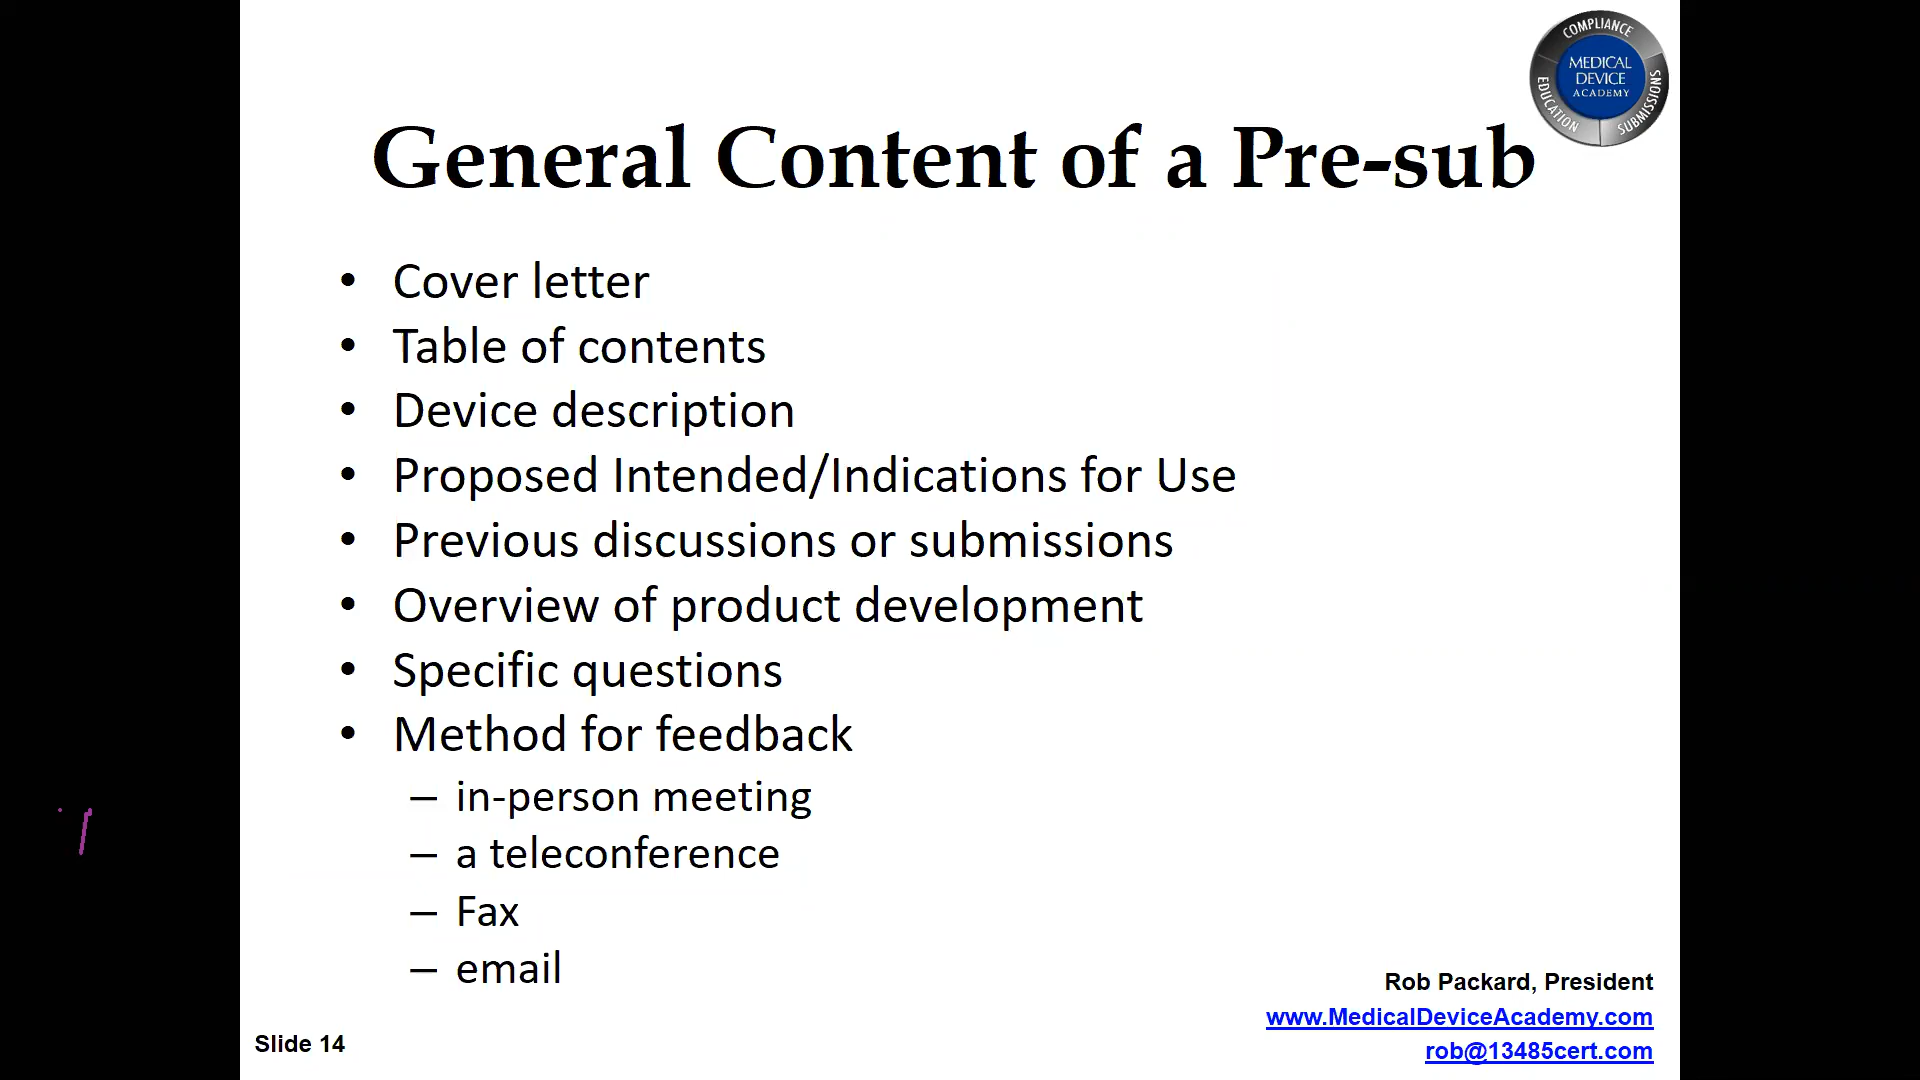 COMPLIANCE
MEDICAL
DEVICE
ACADEMY
EDUCATION
SUBMISSIONS
General Content of a Pre-sub
• Cover letter
• Table of contents
• Device description
• Proposed Intended/Indications for Use
• Previous discussions or submissions
• Overview of product development
• Specific questions
• Method for feedback
– in-person meeting
– a teleconference
– Fax
– email
Rob Packard, President
www.MedicalDeviceAcademy.com
rob@13485cert.com
Slide 14